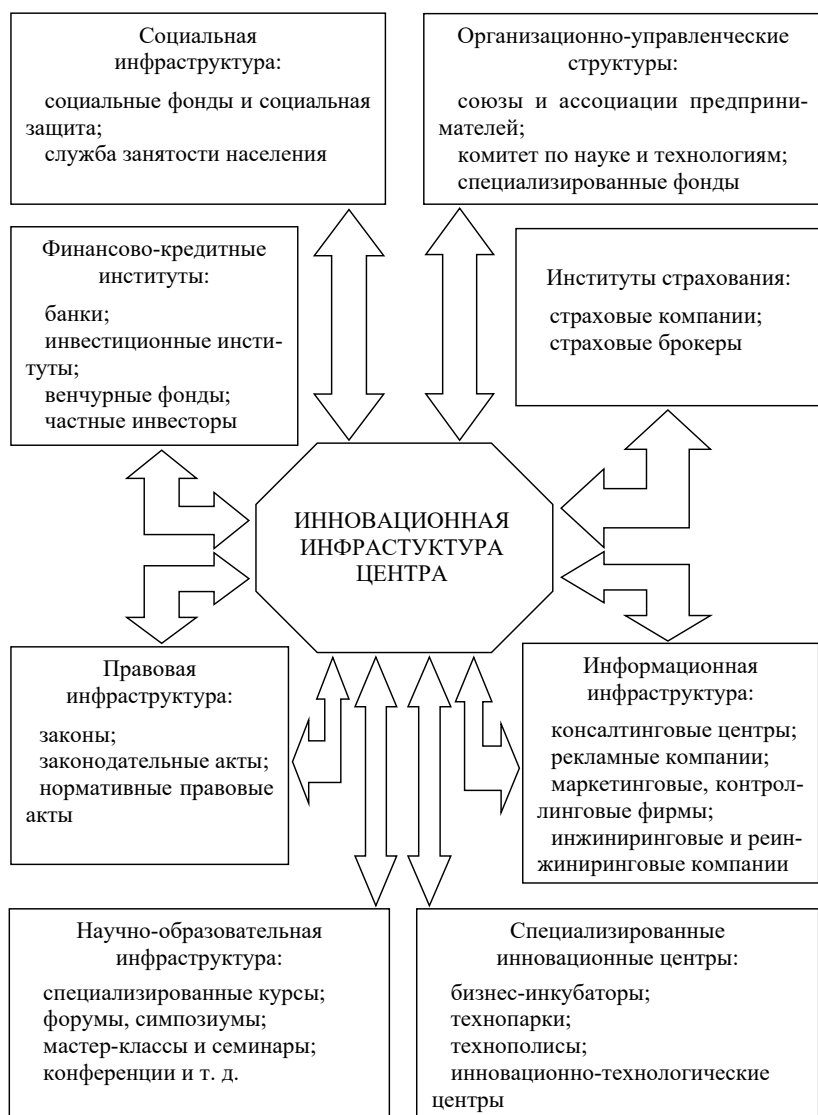 Социальная
инфраструктура:
социальные фонды и социальная
защита;
служба занятости населения
Организационно-управленческие
структуры:
союзы и ассоциации предприни-
мателей;
комитет по науке и технологиям;
специализированные фонды
Финансово-кредитные
институты:
банки;
инвестиционные инсти-
туты;
венчурные фонды;
частные инвесторы
Институты страхования:
страховые компании;
страховые брокеры
ИННОВАЦИОННАЯ
ИНФРАСТУКТУРА
ЦЕНТРА
Правовая
инфраструктура:
законы;
законодательные акты;
нормативные правовые
акты
Информационная
инфраструктура:
консалтинговые центры;
рекламные компании;
маркетинговые, контрол-
линговые фирмы;
инжиниринговые и реин-
жиниринговые компании
Научно-образовательная
инфраструктура:
специализированные курсы;
форумы, симпозиумы;
мастер-классы и семинары;
конференции и т. д.
Специализированные
инновационные центры:
бизнес-инкубаторы;
технопарки;
технополисы;
инновационно-технологические
центры